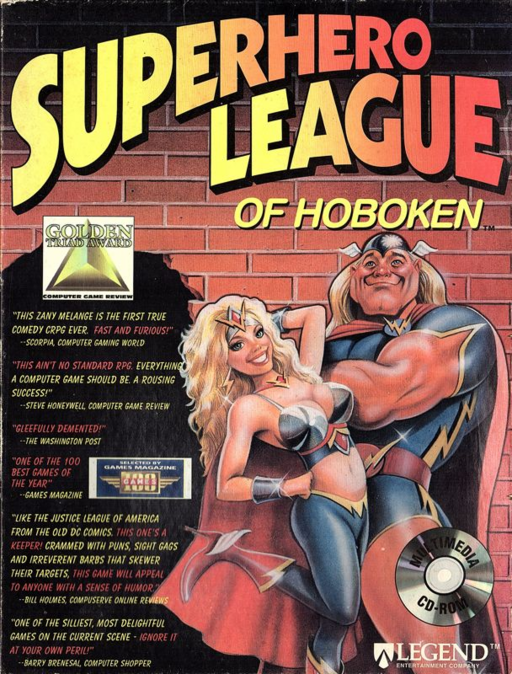 SUPERHERO
LEAGUE
OF HOBOKEN™
GOLDEN
TRIAD AWARD
COMPUTER GAME REVIEW
"THIS ZANY MELANGE IS THE FIRST TRUE
COMEDY CRPG EVER. FAST AND FURIOUS!"
--SCORPIA, COMPUTER GAMING WORLD
"THIS AIN'T NO STANDARD RPG. EVERYTHING
A COMPUTER GAME SHOULD BE. A ROUSING
SUCCESS!"
--STEVE HONEYWELL, COMPUTER GAME REVIEW
"GLEEFULLY DEMENTED!"
--THE WASHINGTON POST
"ONE OF THE 100
BEST GAMES OF
THE YEAR"
--GAMES MAGAZINE
SELECTED BY
GAMES MAGAZINE
100
GAMES
"LIKE THE JUSTICE LEAGUE OF AMERICA
FROM THE OLD DC COMICS. THIS ONE'S A
KEEPER! CRAMMED WITH PUNS, SIGHT GAGS
AND IRREVERENT BARBS THAT SKEWER
THEIR TARGETS, THIS GAME WILL APPEAL
TO ANYONE WITH A SENSE OF HUMOR"
--BILL HOLMES, COMPUSERVE ONLINE REVIEWS
"ONE OF THE SILLIEST, MOST DELIGHTFUL
GAMES ON THE CURRENT SCENE - IGNORE IT
AT YOUR OWN PERIL!"
--BARRY BRENESAL, COMPUTER SHOPPER
MULTIMEDIA
CD-ROM
LEGEND™
ENTERTAINMENT COMPANY